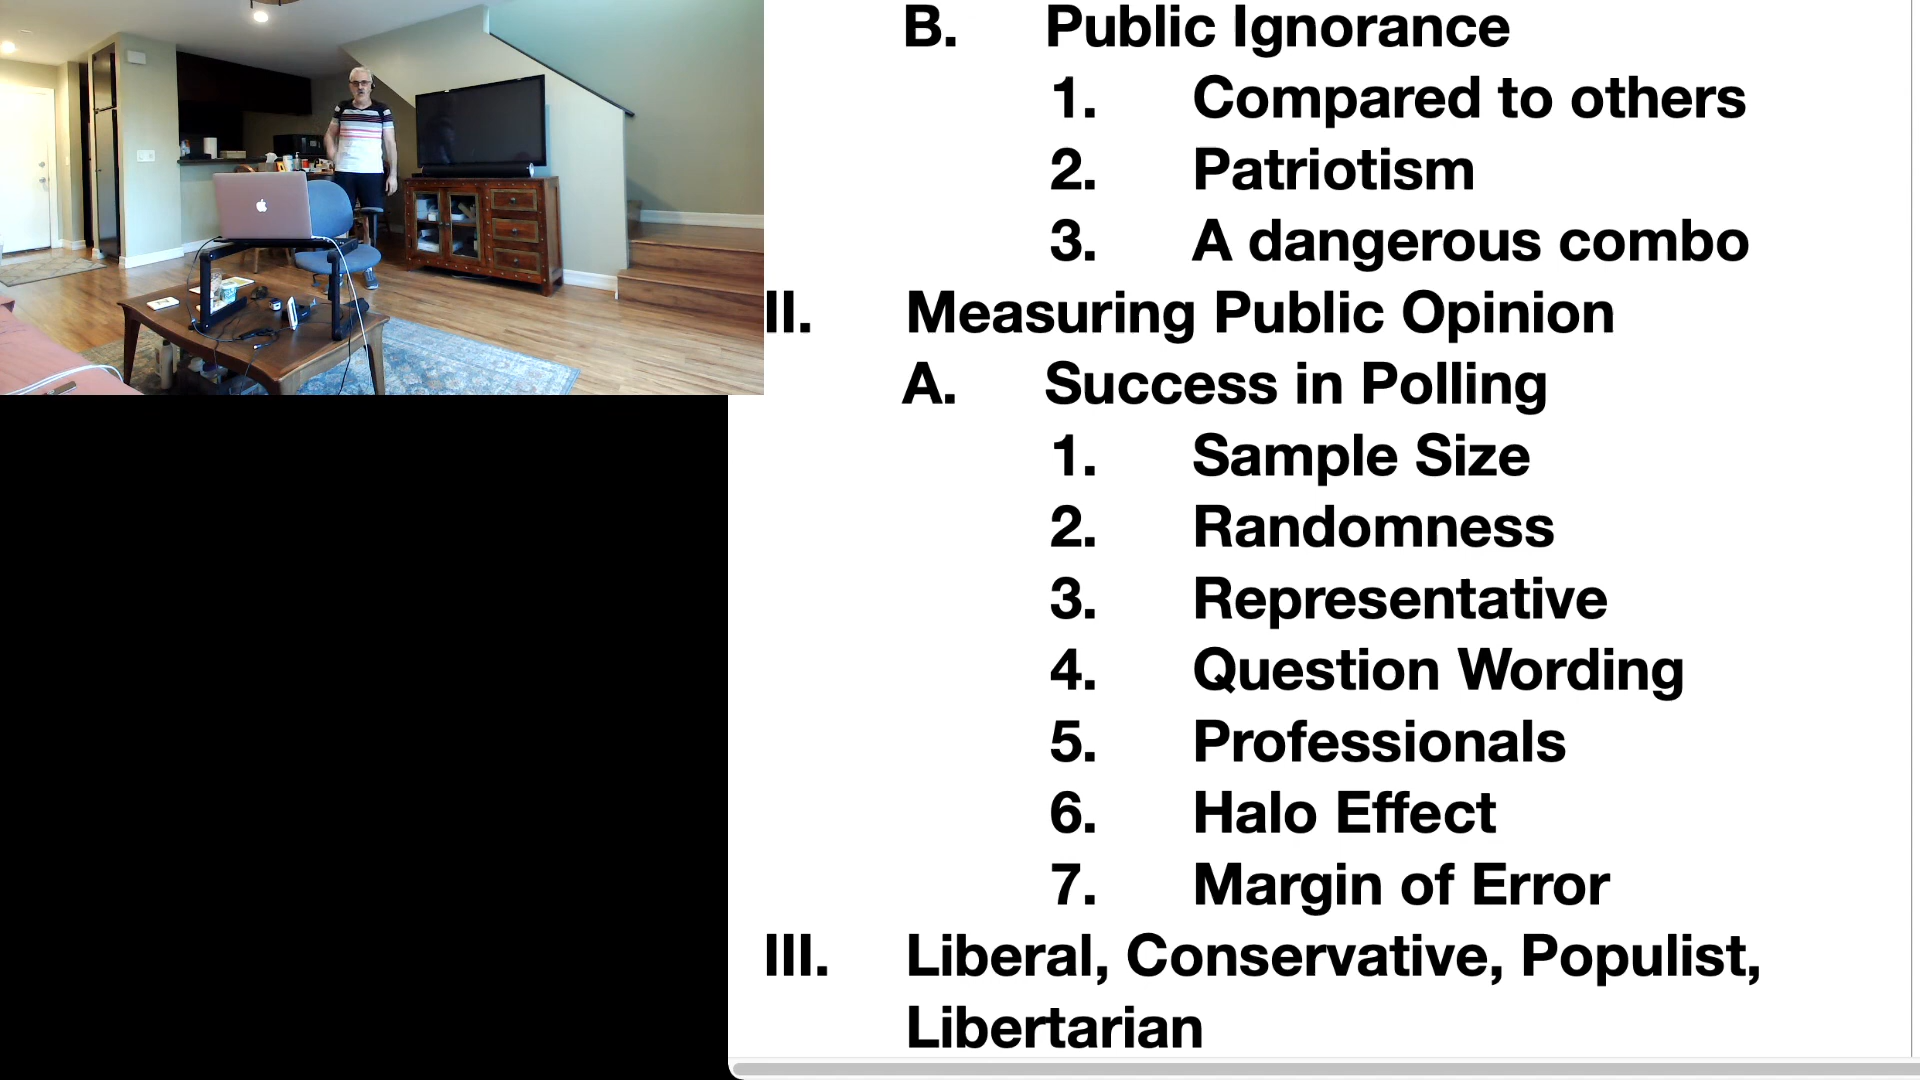 B. Public Ignorance
1. Compared to others
2. Patriotism
3. A dangerous combo
II. Measuring Public Opinion
A. Success in Polling
1. Sample Size
2. Randomness
3. Representative
4. Question Wording
5. Professionals
6. Halo Effect
7. Margin of Error
III. Liberal, Conservative, Populist,
Libertarian